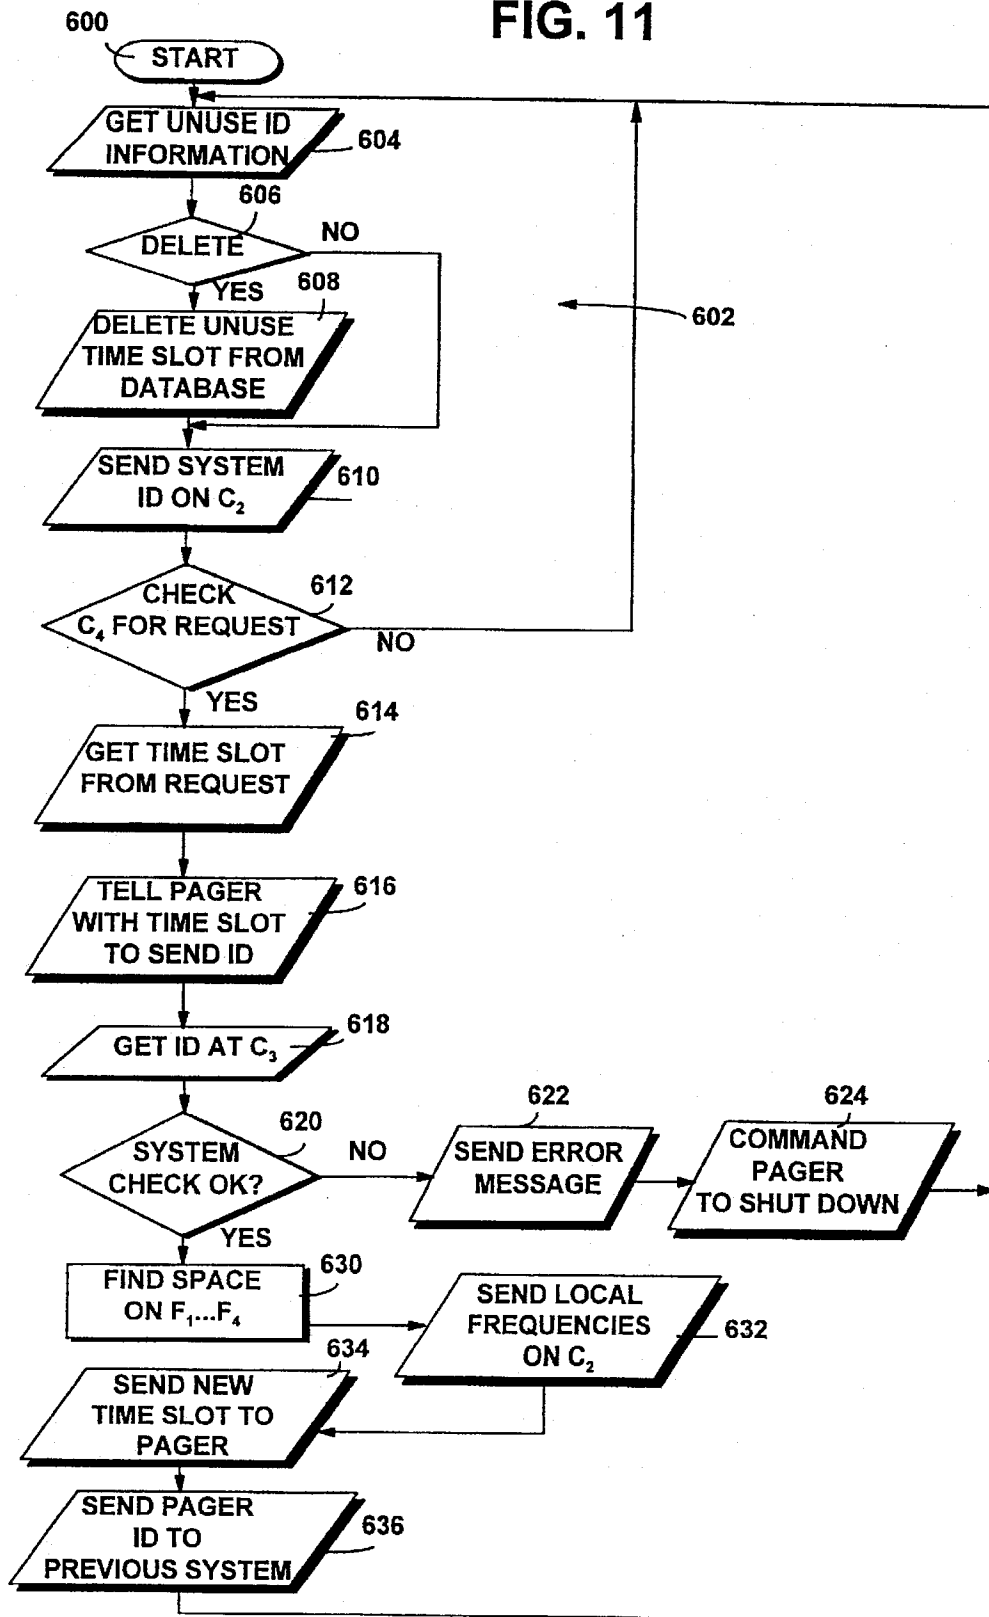 FIG. 11
600
START
GET UNUSE ID
INFORMATION
604
606
DELETE
NO
YES
608
DELETE UNUSE
TIME SLOT FROM
DATABASE
602
SEND SYSTEM
ID ON C₂
610
CHECK
C₄ FOR REQUEST
612
NO
YES
614
GET TIME SLOT
FROM REQUEST
TELL PAGER
WITH TIME SLOT
TO SEND ID
616
GET ID AT C₃
618
SYSTEM
CHECK OK?
620
NO
YES
622
SEND ERROR
MESSAGE
624
COMMAND
PAGER
TO SHUT DOWN
FIND SPACE
ON F₁...F₄
630
SEND LOCAL
FREQUENCIES
ON C₂
632
634
SEND NEW
TIME SLOT TO
PAGER
SEND PAGER
ID TO
PREVIOUS SYSTEM
636